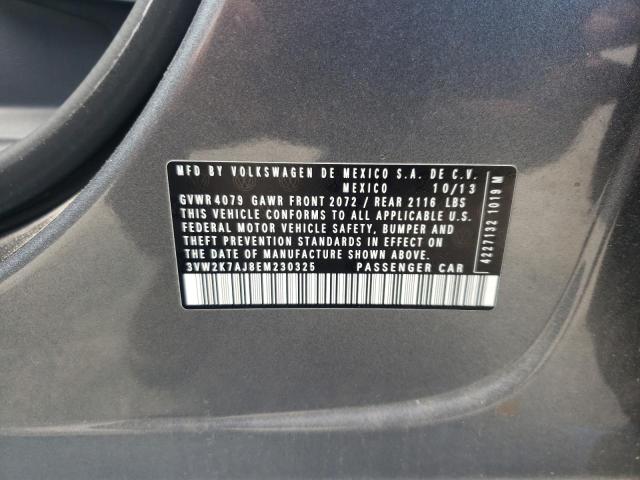 MFD BY VOLKSWAGEN DE MEXICO S.A. DE C.V.
MEXICO 10/13
GVWR 4079 GAWR FRONT 2072 / REAR 2116 LBS
THIS VEHICLE CONFORMS TO ALL APPLICABLE U.S.
FEDERAL MOTOR VEHICLE SAFETY, BUMPER AND
THEFT PREVENTION STANDARDS IN EFFECT ON
THE DATE OF MANUFACTURE SHOWN ABOVE.
3VW2K7AJ8EM230325 PASSENGER CAR
4227132 1019 M